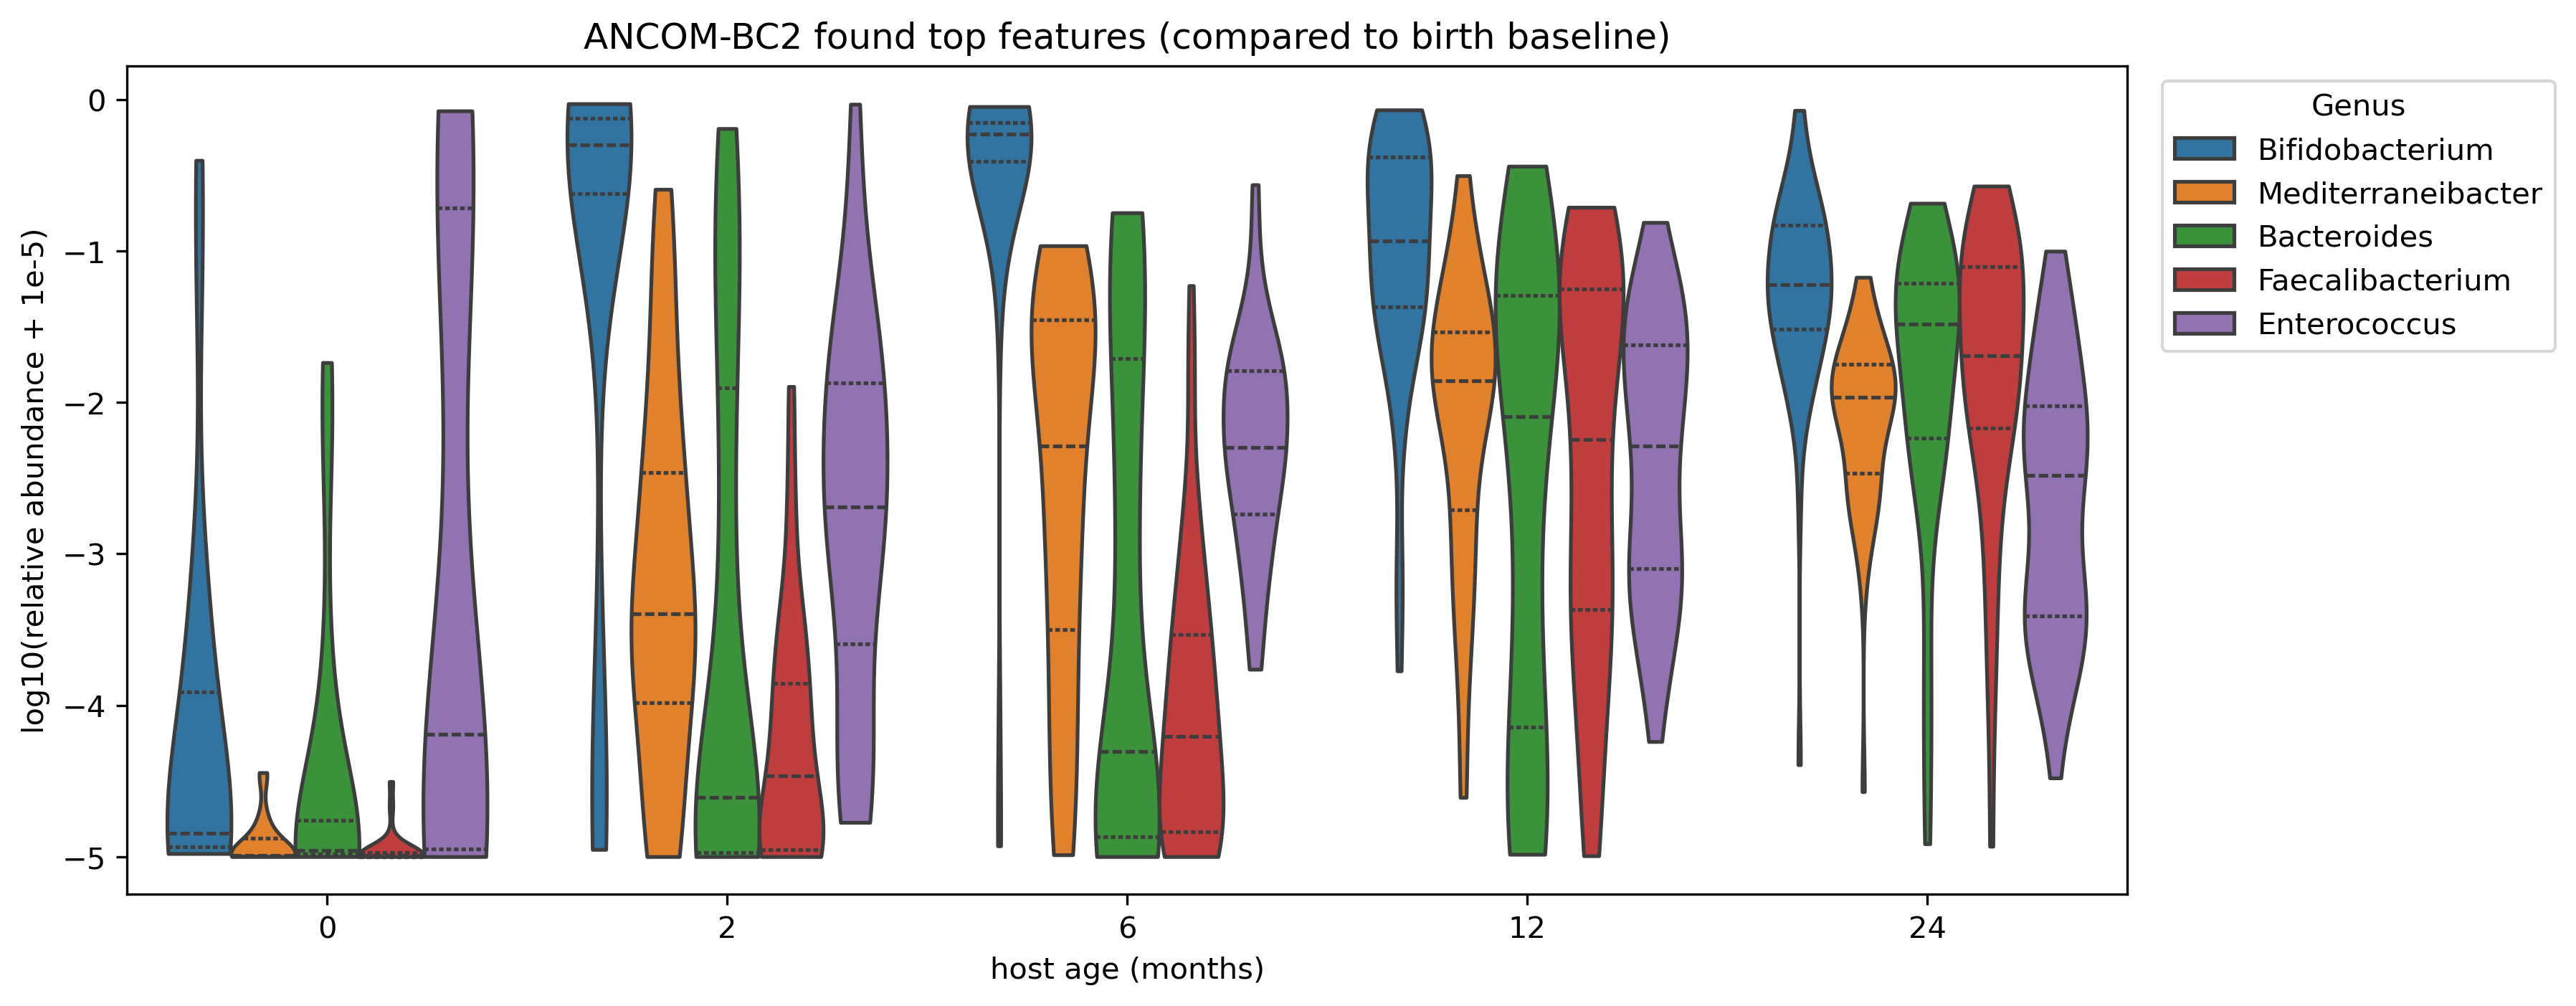 ANCOM-BC2 found top features (compared to birth baseline)
log10(relative abundance + 1e-5)
0
−1
−2
−3
−4
−5
0 2 6 12 24
host age (months)
Genus
Bifidobacterium
Mediterraneibacter
Bacteroides
Faecalibacterium
Enterococcus